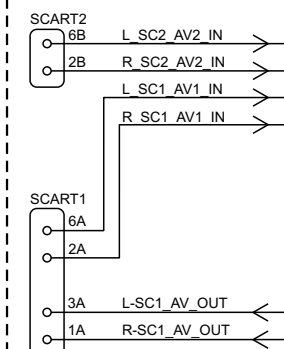 SCART2
6B L_SC2_AV2_IN
2B R_SC2_AV2_IN
L_SC1_AV1_IN
R_SC1_AV1_IN
SCART1
6A
2A
3A L-SC1_AV_OUT
1A R-SC1_AV_OUT